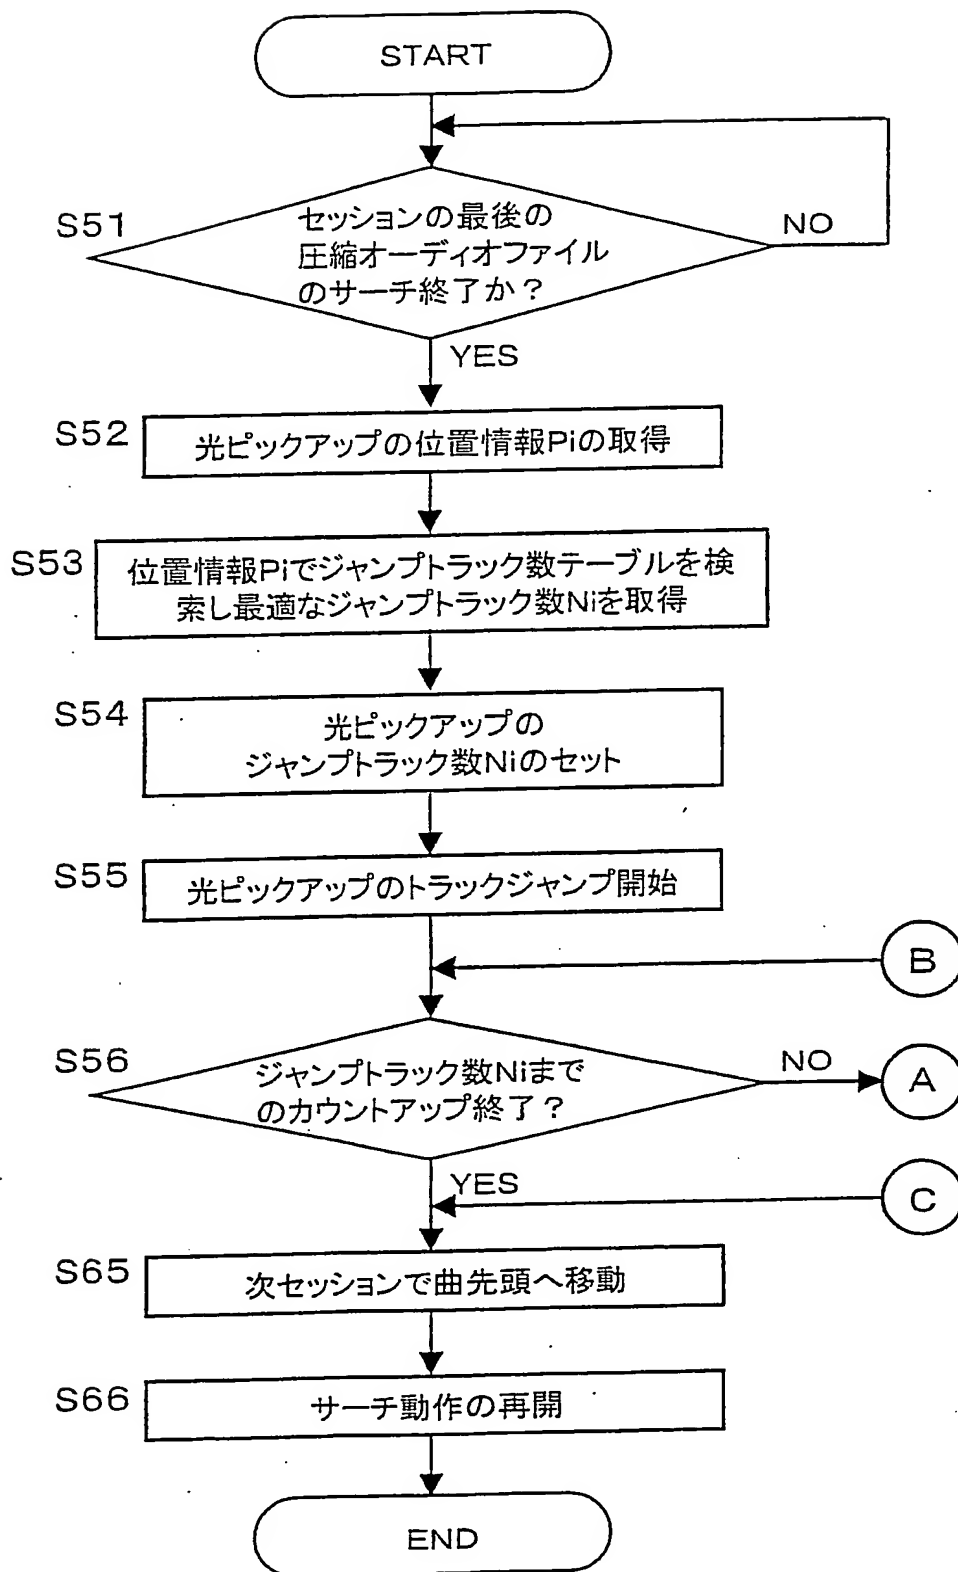 START
S51
セッションの最後の
圧縮オーディオファイル
のサーチ終了か？
NO
YES
S52
光ピックアップの位置情報Piの取得
S53
位置情報Piでジャンプトラック数テーブルを検
索し最適なジャンプトラック数Niを取得
S54
光ピックアップの
ジャンプトラック数Niのセット
S55
光ピックアップのトラックジャンプ開始
B
S56
ジャンプトラック数Niまで
のカウントアップ終了？
NO
A
YES
C
S65
次セッションで曲先頭へ移動
S66
サーチ動作の再開
END